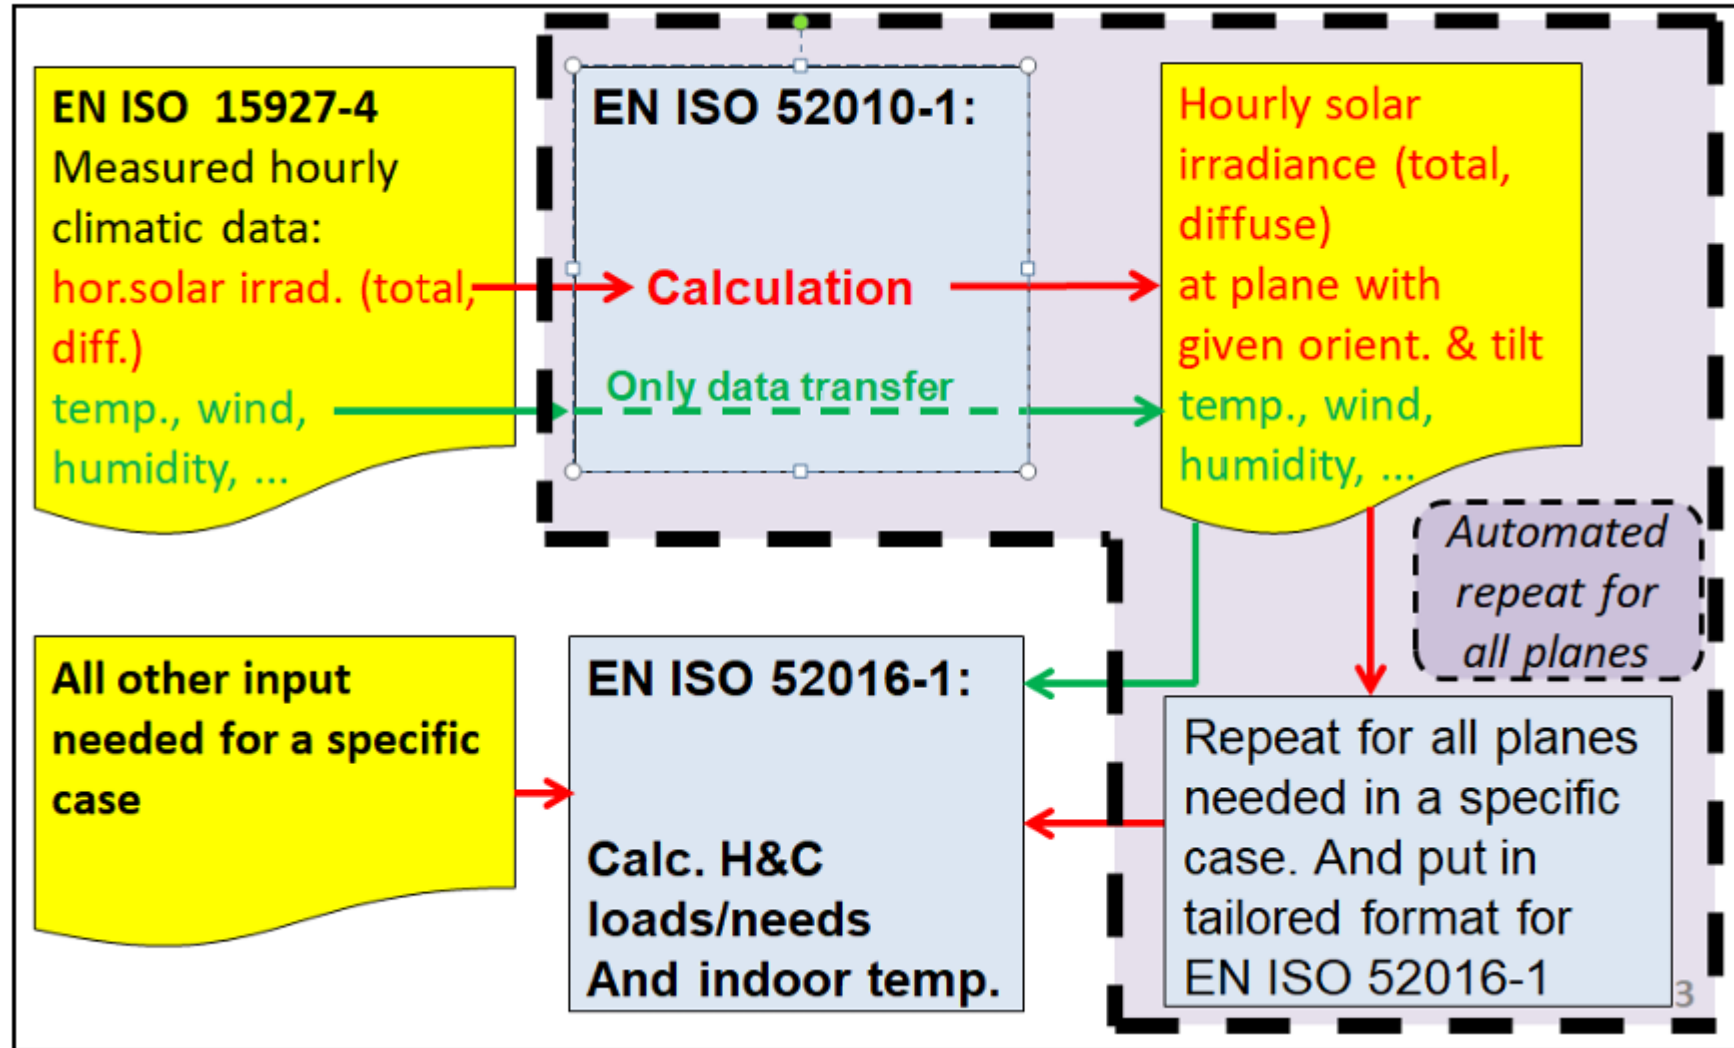 EN ISO 15927-4
Measured hourly
climatic data:
hor.solar irrad. (total,
diff.)
temp., wind,
humidity, ...
EN ISO 52010-1:
Calculation
Only data transfer
Hourly solar
irradiance (total,
diffuse)
at plane with
given orient. & tilt
temp., wind,
humidity, ...
Automated
repeat for
all planes
All other input
needed for a specific
case
EN ISO 52016-1:
Calc. H&C
loads/needs
And indoor temp.
Repeat for all planes
needed in a specific
case. And put in
tailored format for
EN ISO 52016-1
3